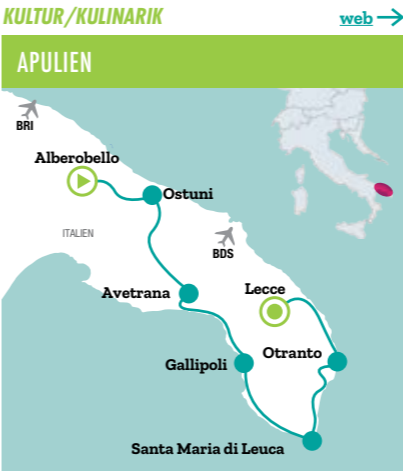 KULTUR/KULINARIK
web
APULIEN
BRI
Alberobello
Ostuni
ITALIEN
BDS
Avetrana
Lecce
Gallipoli
Otranto
Santa Maria di Leuca